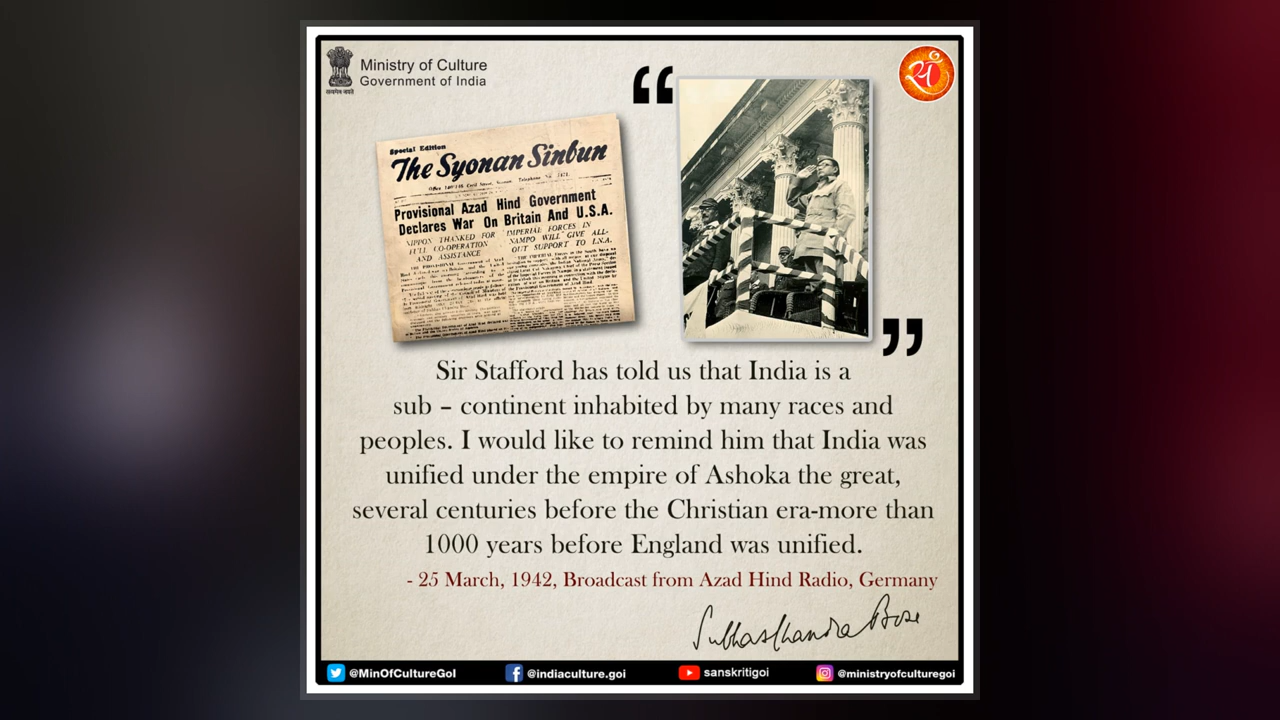 Ministry of Culture
Government of India
सत्यमेव जयते
सं
“
Special Edition
The Syonan Sinbun
Provisional Azad Hind Government
Declares War On Britain And U.S.A.
NIPPON THANKED FOR
FULL CO-OPERATION
AND ASSISTANCE
IMPERIAL FORCES IN
NAMPO WILL GIVE ALL-
OUT SUPPORT TO I.N.A.
”
Sir Stafford has told us that India is a
sub – continent inhabited by many races and
peoples. I would like to remind him that India was
unified under the empire of Ashoka the great,
several centuries before the Christian era-more than
1000 years before England was unified.
- 25 March, 1942, Broadcast from Azad Hind Radio, Germany
Subhas Chandra Bose
@MinOfCultureGoI
@indiaculture.goi
sanskritigoi
@ministryofculturegoi